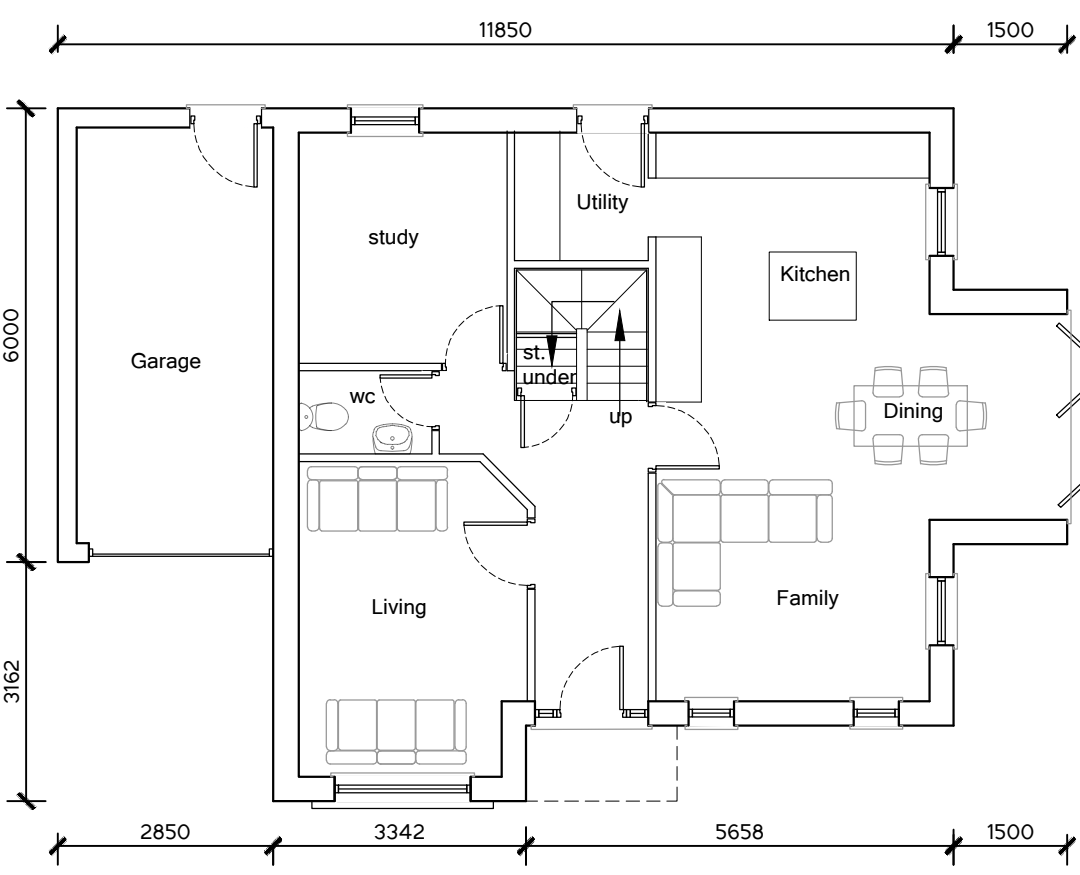 11850
1500
Utility
study
Kitchen
6000
st.
under
Garage
wc
up
Dining
Living
Family
3162
2850
3342
5658
1500